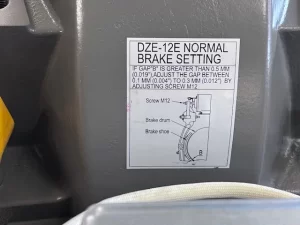 DZE-12E NORMAL
BRAKE SETTING
IF GAP"B" IS GREATER THAN 0.5 MM
(0.019"),ADJUST THE GAP BETWEEN
0.1 MM (0.004") TO 0.3 MM (0.012") BY
ADJUSTING SCREW M12
Screw M12
Brake drum
Brake shoe